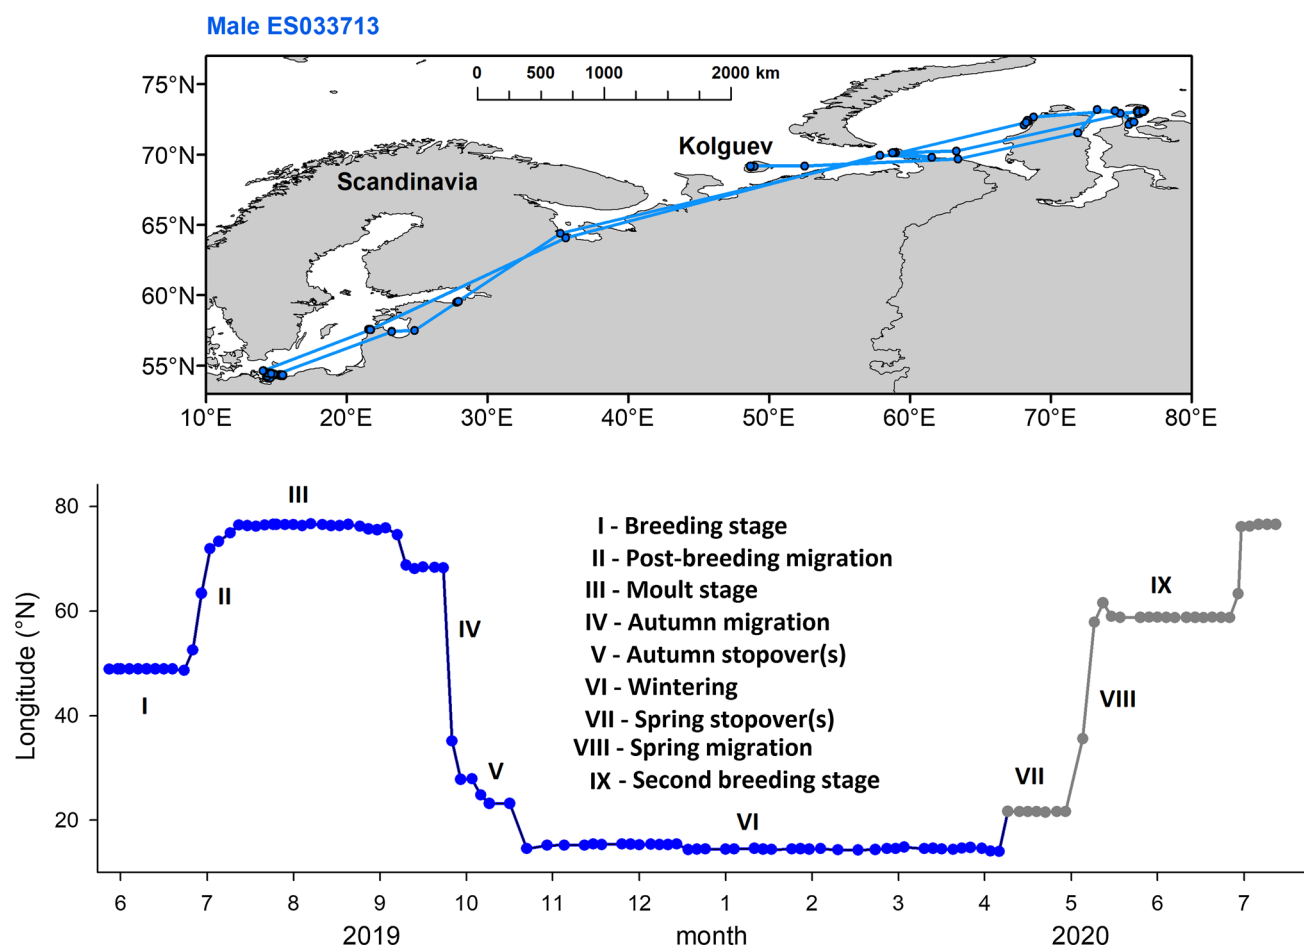 Male ES033713
0 500 1000 2000 km
75°N
70°N
65°N
60°N
55°N
Kolguev
Scandinavia
10°E 20°E 30°E 40°E 50°E 60°E 70°E 80°E
Longitude (°N)
80
60
40
20
I
II
III
IV
V
VI
VII
VIII
IX
I - Breeding stage
II - Post-breeding migration
III - Moult stage
IV - Autumn migration
V - Autumn stopover(s)
VI - Wintering
VII - Spring stopover(s)
VIII - Spring migration
IX - Second breeding stage
6 7 8 9 10 11 12 1 2 3 4 5 6 7
2019 month 2020